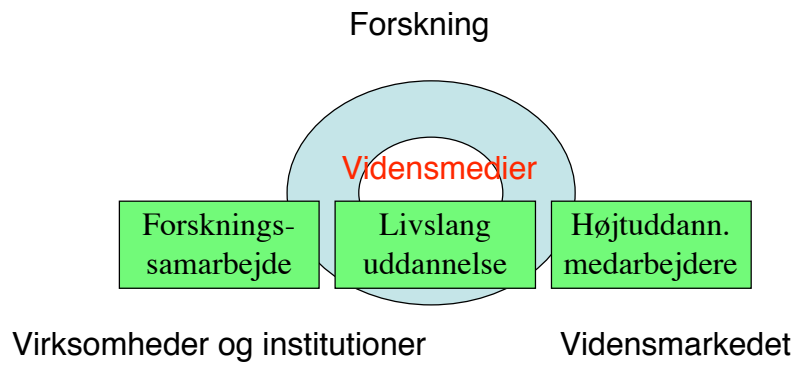 Forskning
Vidensmedier
Forsknings-
samarbejde
Livslang
uddannelse
Højtuddann.
medarbejdere
Virksomheder og institutioner
Vidensmarkedet